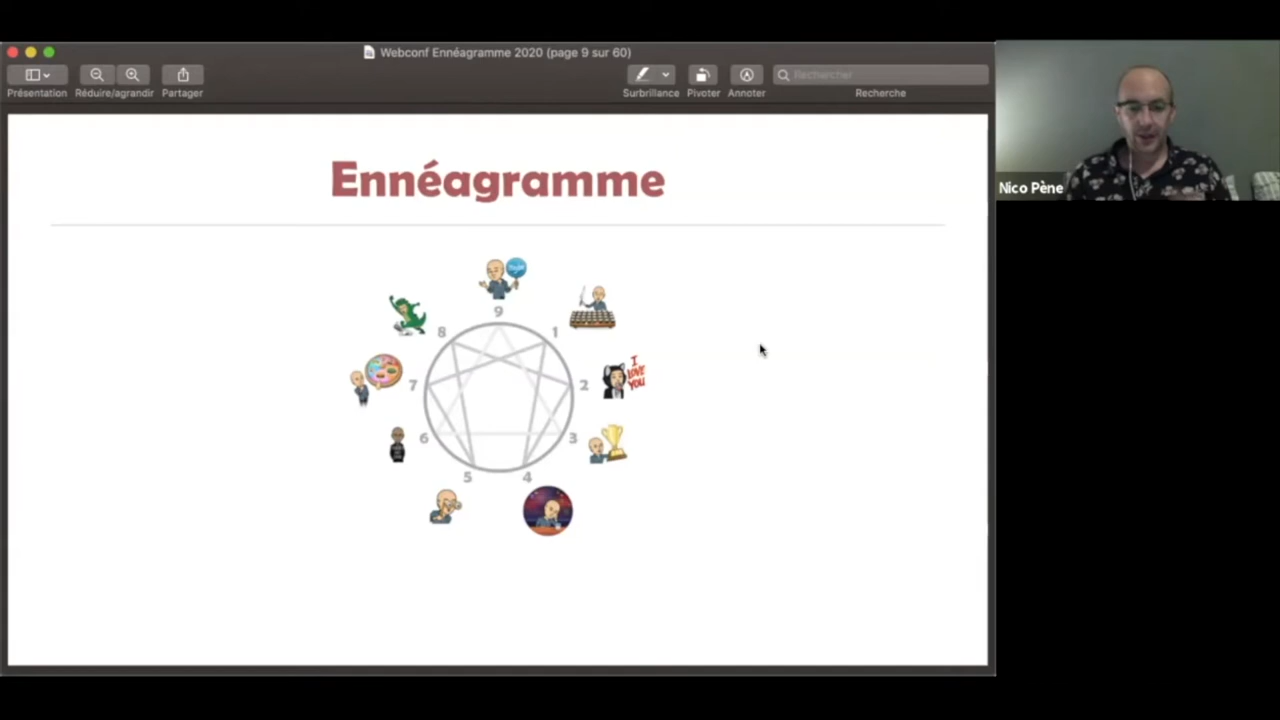 Webconf Ennéagramme 2020 (page 9 sur 60)
Présentation
Réduire/agrandir
Partager
Surbrillance
Pivoter
Annoter
Rechercher
Recherche
Ennéagramme
Nico Pène
9
8
1
I
LOVE
YOU
7
2
6
3
5
4